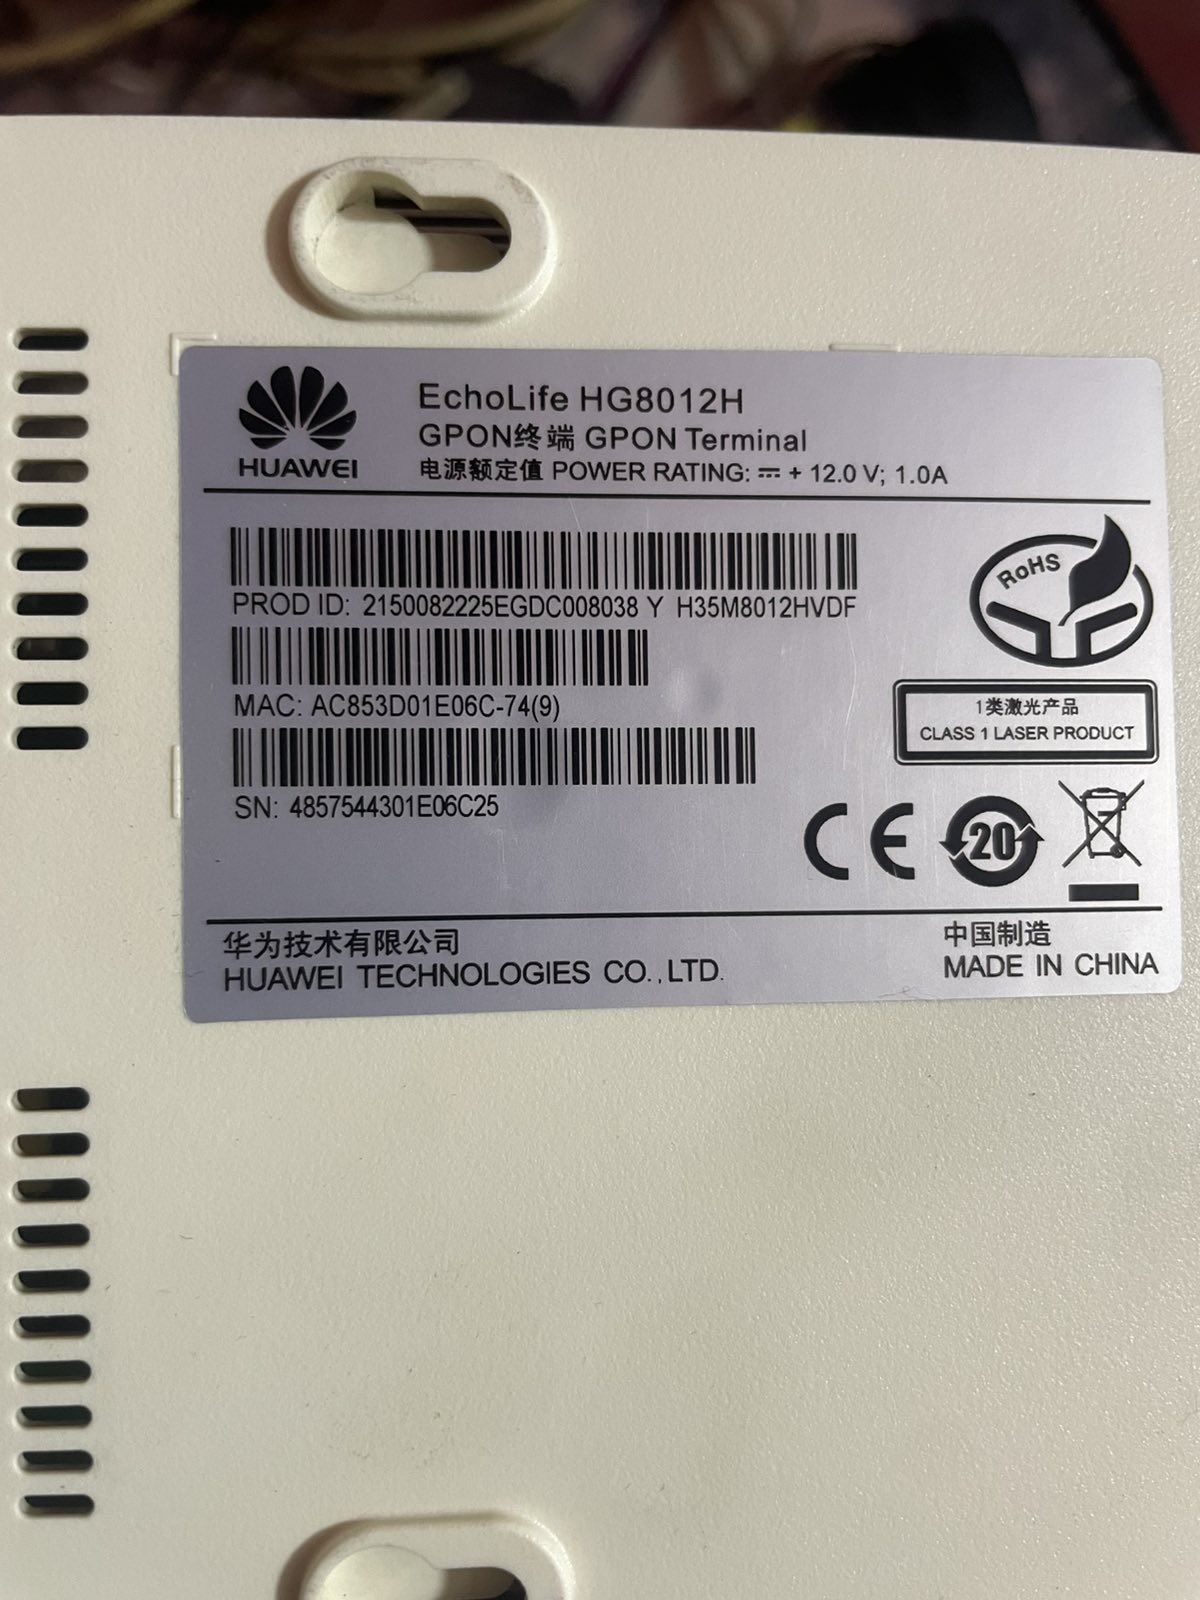 HUAWEI
EchoLife HG8012H
GPON终端 GPON Terminal
电源额定值 POWER RATING: ⎓ + 12.0 V; 1.0A
PROD ID: 2150082225EGDC008038 Y H35M8012HVDF
RoHS
MAC: AC853D01E06C-74(9)
1类激光产品
CLASS 1 LASER PRODUCT
SN: 4857544301E06C25
CE
20
华为技术有限公司
HUAWEI TECHNOLOGIES CO.,LTD.
中国制造
MADE IN CHINA